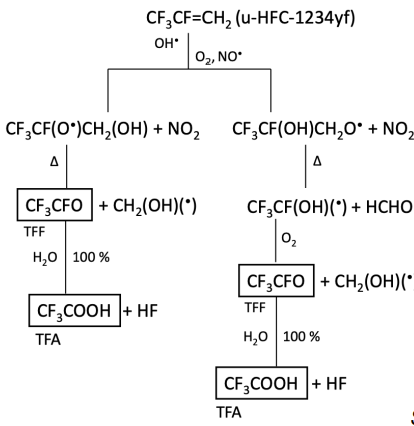 CF₃CF=CH₂ (u-HFC-1234yf)
OH• O₂, NO•
CF₃CF(O•)CH₂(OH) + NO₂
CF₃CF(OH)CH₂O• + NO₂
Δ
Δ
CF₃CFO + CH₂(OH)(•)
TFF
CF₃CF(OH)(•) + HCHO
H₂O 100 %
O₂
CF₃CFO + CH₂(OH)(•
TFF
CF₃COOH + HF
TFA
H₂O 100 %
CF₃COOH + HF
TFA